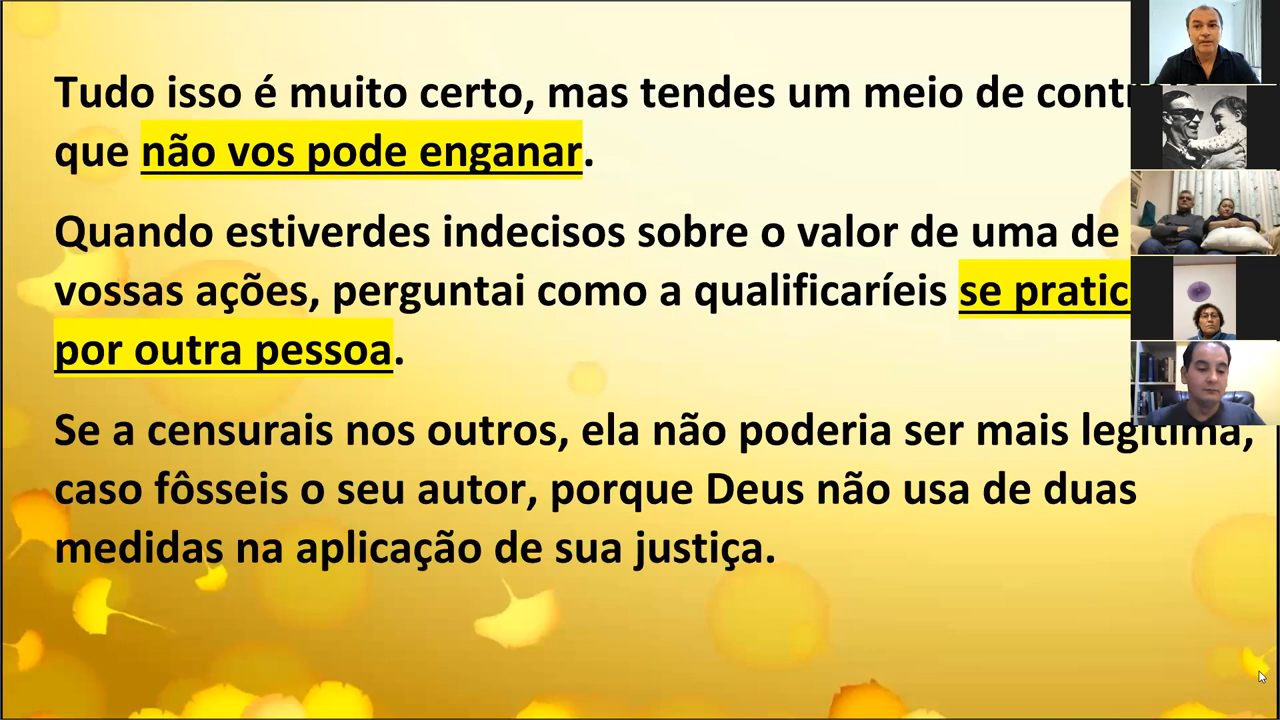 Tudo isso é muito certo, mas tendes um meio de
que não vos pode enganar.
Quando estiverdes indecisos sobre o valor de uma de
vossas ações, perguntai como a qualificaríeis se
por outra pessoa.
Se a censurais nos outros, ela não poderia ser mais legítima,
caso fôsseis o seu autor, porque Deus não usa de duas
medidas na aplicação de sua justiça.